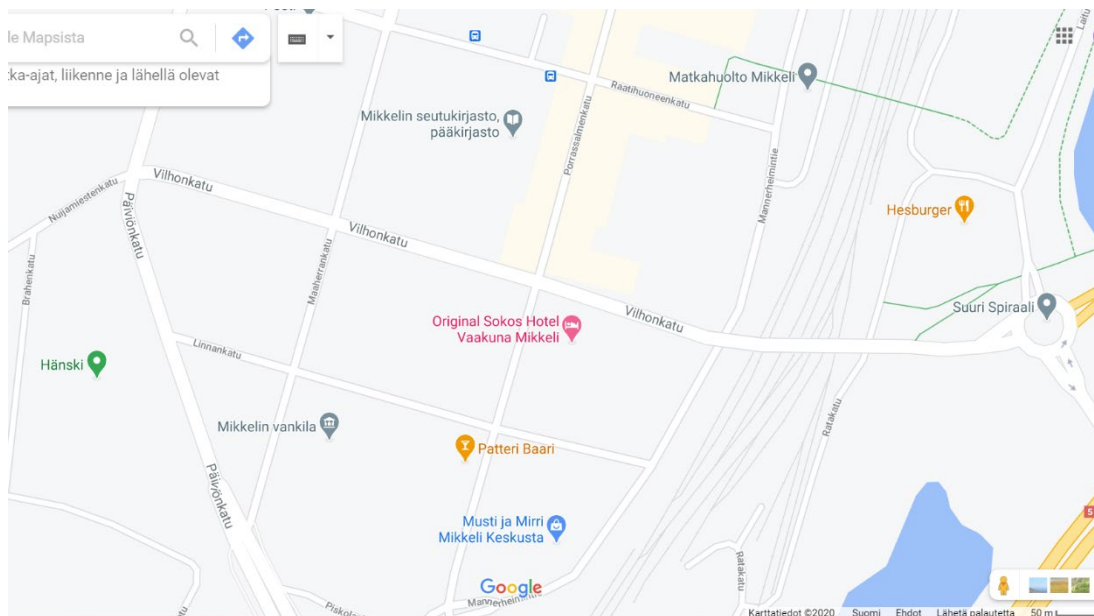 le Mapsista
ka-ajat, liikenne ja lähellä olevat
Matkahuolto Mikkeli
Raatihuoneenkatu
Mikkelin seutukirjasto,
pääkirjasto
Porrassalmenkatu
Mannerheimintie
Nuijamiestenkatu
Vilhonkatu
Päiviönkatu
Vilhonkatu
Hesburger
Maaherrankatu
Brahenkatu
Original Sokos Hotel
Vaakuna Mikkeli
Vilhonkatu
Suuri Spiraali
Linnankatu
Hänski
Mikkelin vankila
Ratakatu
Patteri Baari
Päiviönkatu
Musti ja Mirri
Mikkeli Keskusta
5
Ratakatu
Google
Karttatiedot ©2020 Suomi Ehdot Lähetä palautetta 50 m